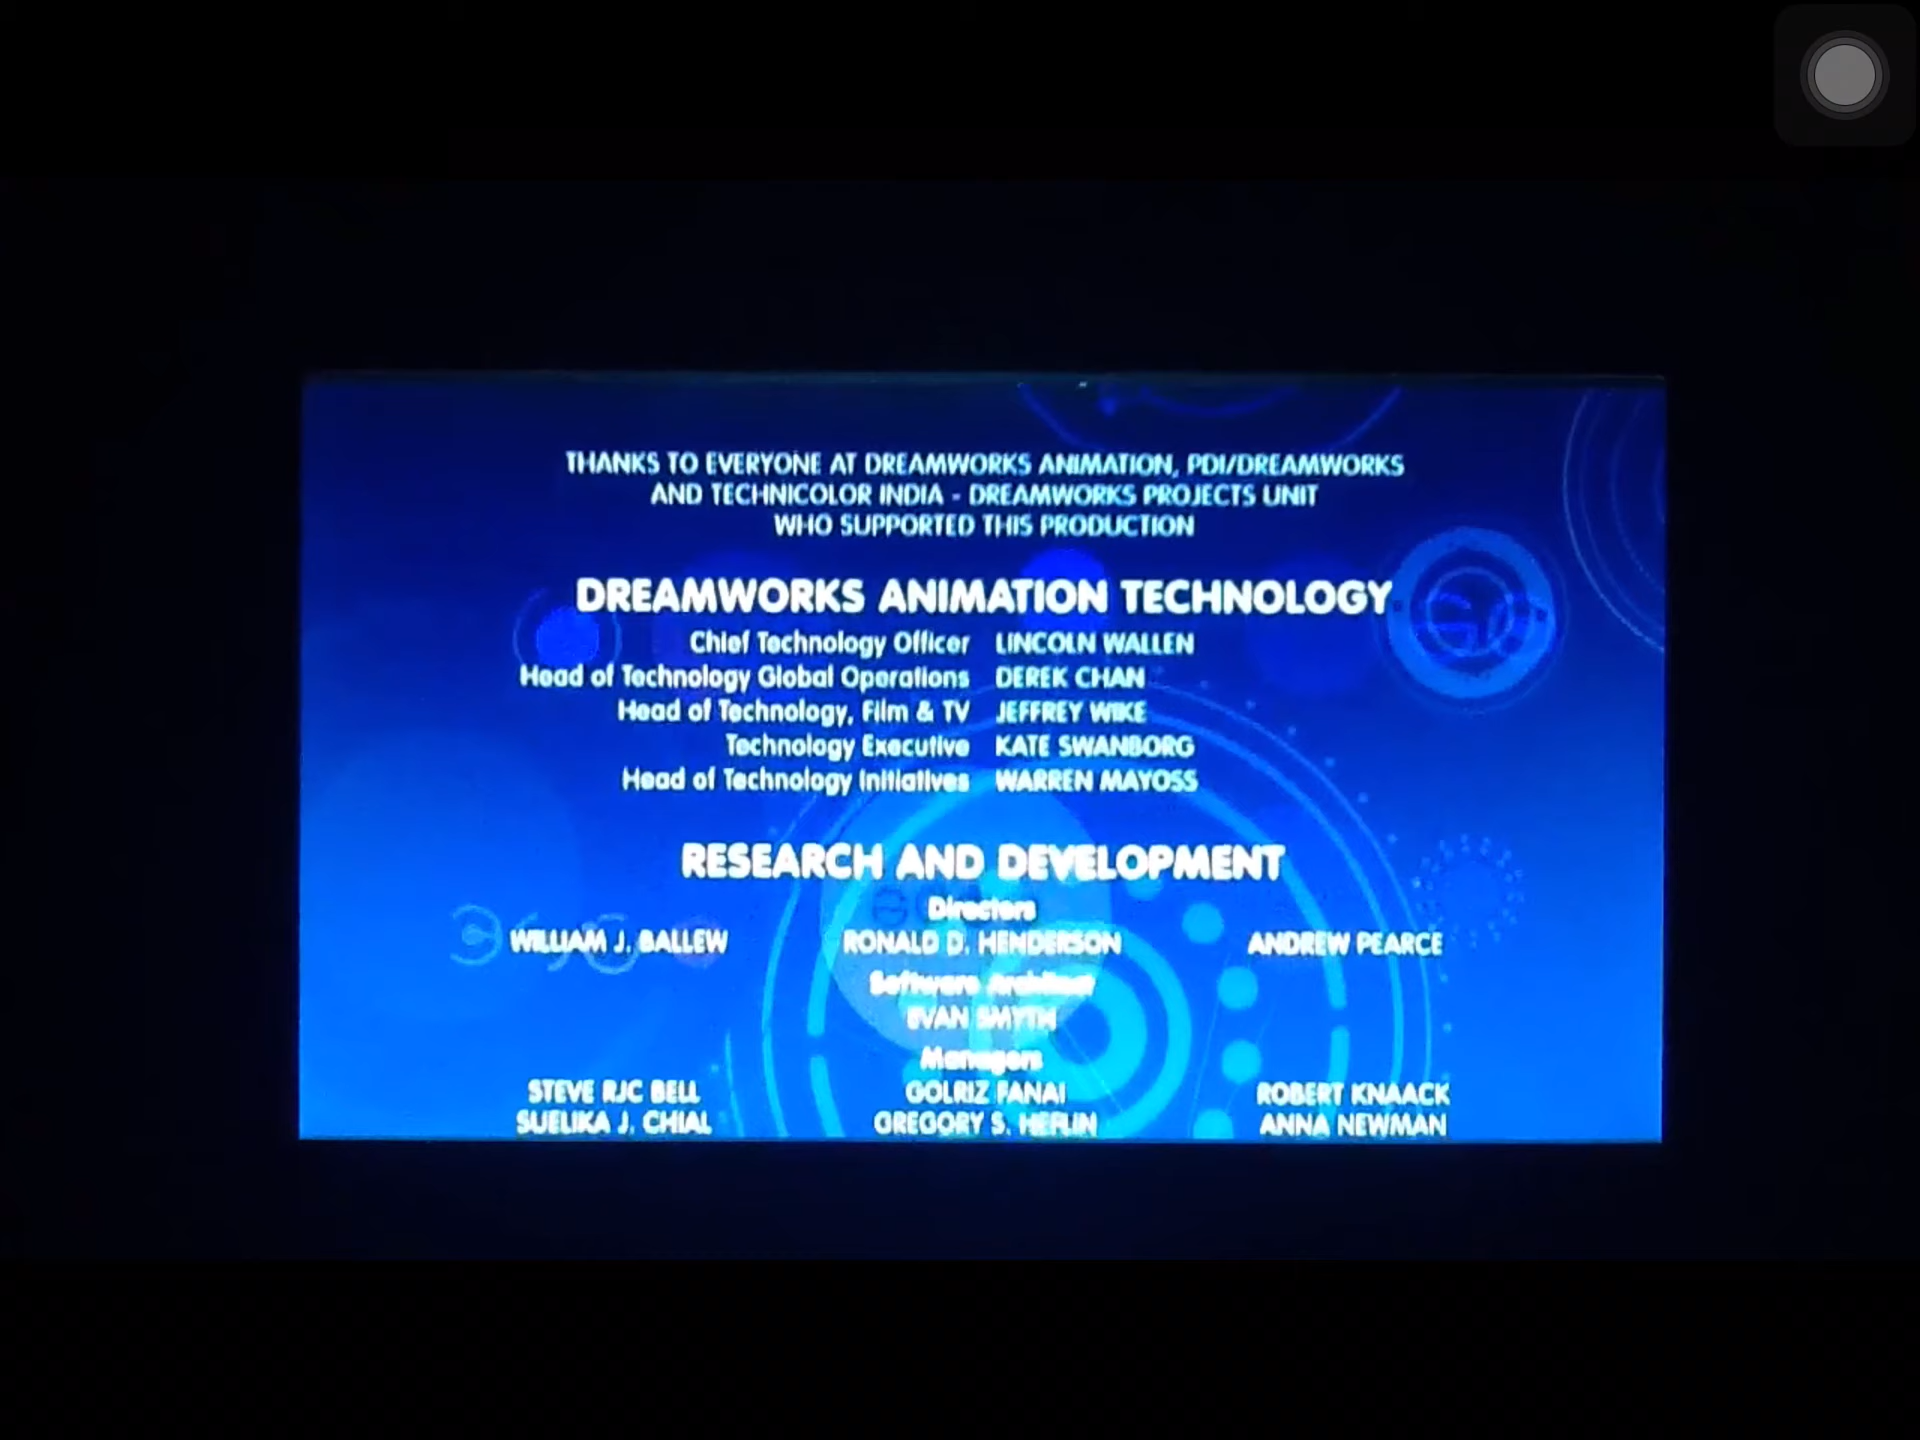 THANKS TO EVERYONE AT DREAMWORKS ANIMATION, PDI/DREAMWORKS
AND TECHNICOLOR INDIA - DREAMWORKS PROJECTS UNIT
WHO SUPPORTED THIS PRODUCTION
DREAMWORKS ANIMATION TECHNOLOGY
Chief Technology Officer LINCOLN WALLEN
Head of Technology Global Operations DEREK CHAN
Head of Technology, Film & TV JEFFREY WIKE
Technology Executive KATE SWANBORG
Head of Technology Initiatives WARREN MAYOSS
RESEARCH AND DEVELOPMENT
Directors
WILLIAM J. BALLEW RONALD D. HENDERSON ANDREW PEARCE
Software Architect
EVAN SMYTH
Managers
STEVE RJC BELL GOLRIZ FANAI ROBERT KNAACK
SUELIKA J. CHIAL GREGORY S. HEFLIN ANNA NEWMAN